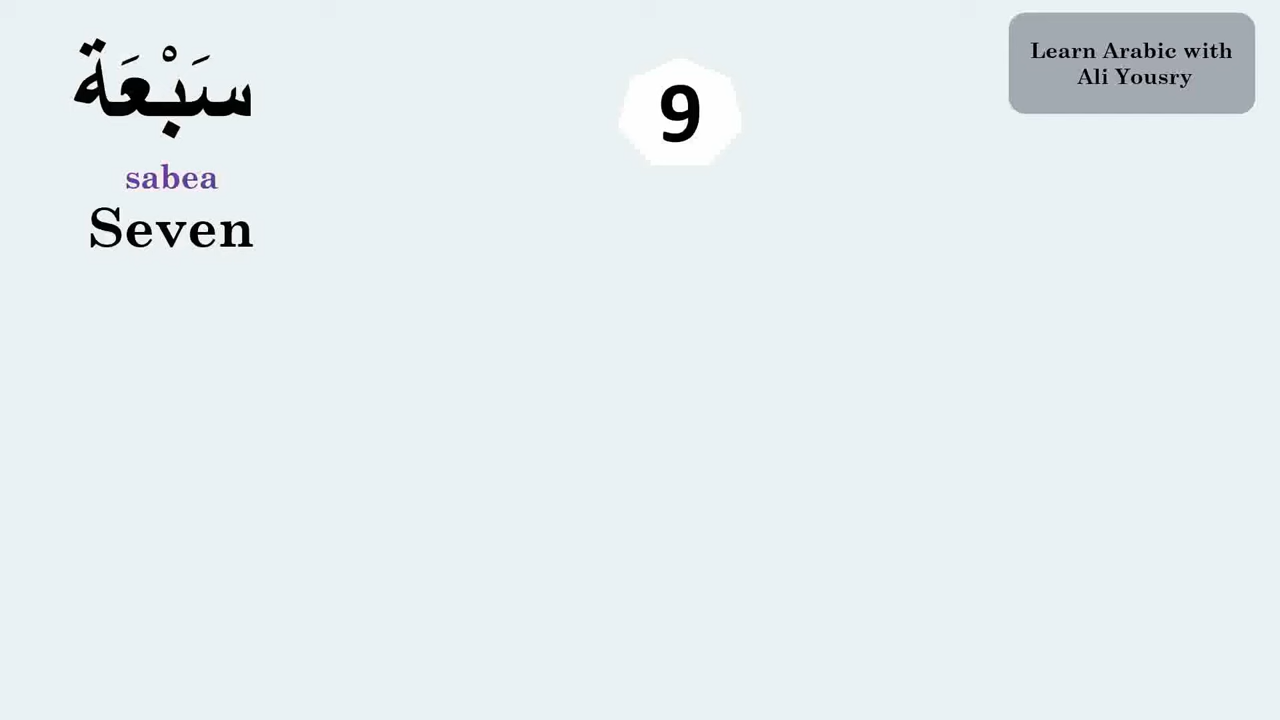 سَبْعَة
sabea
Seven
9
Learn Arabic with
Ali Yousry